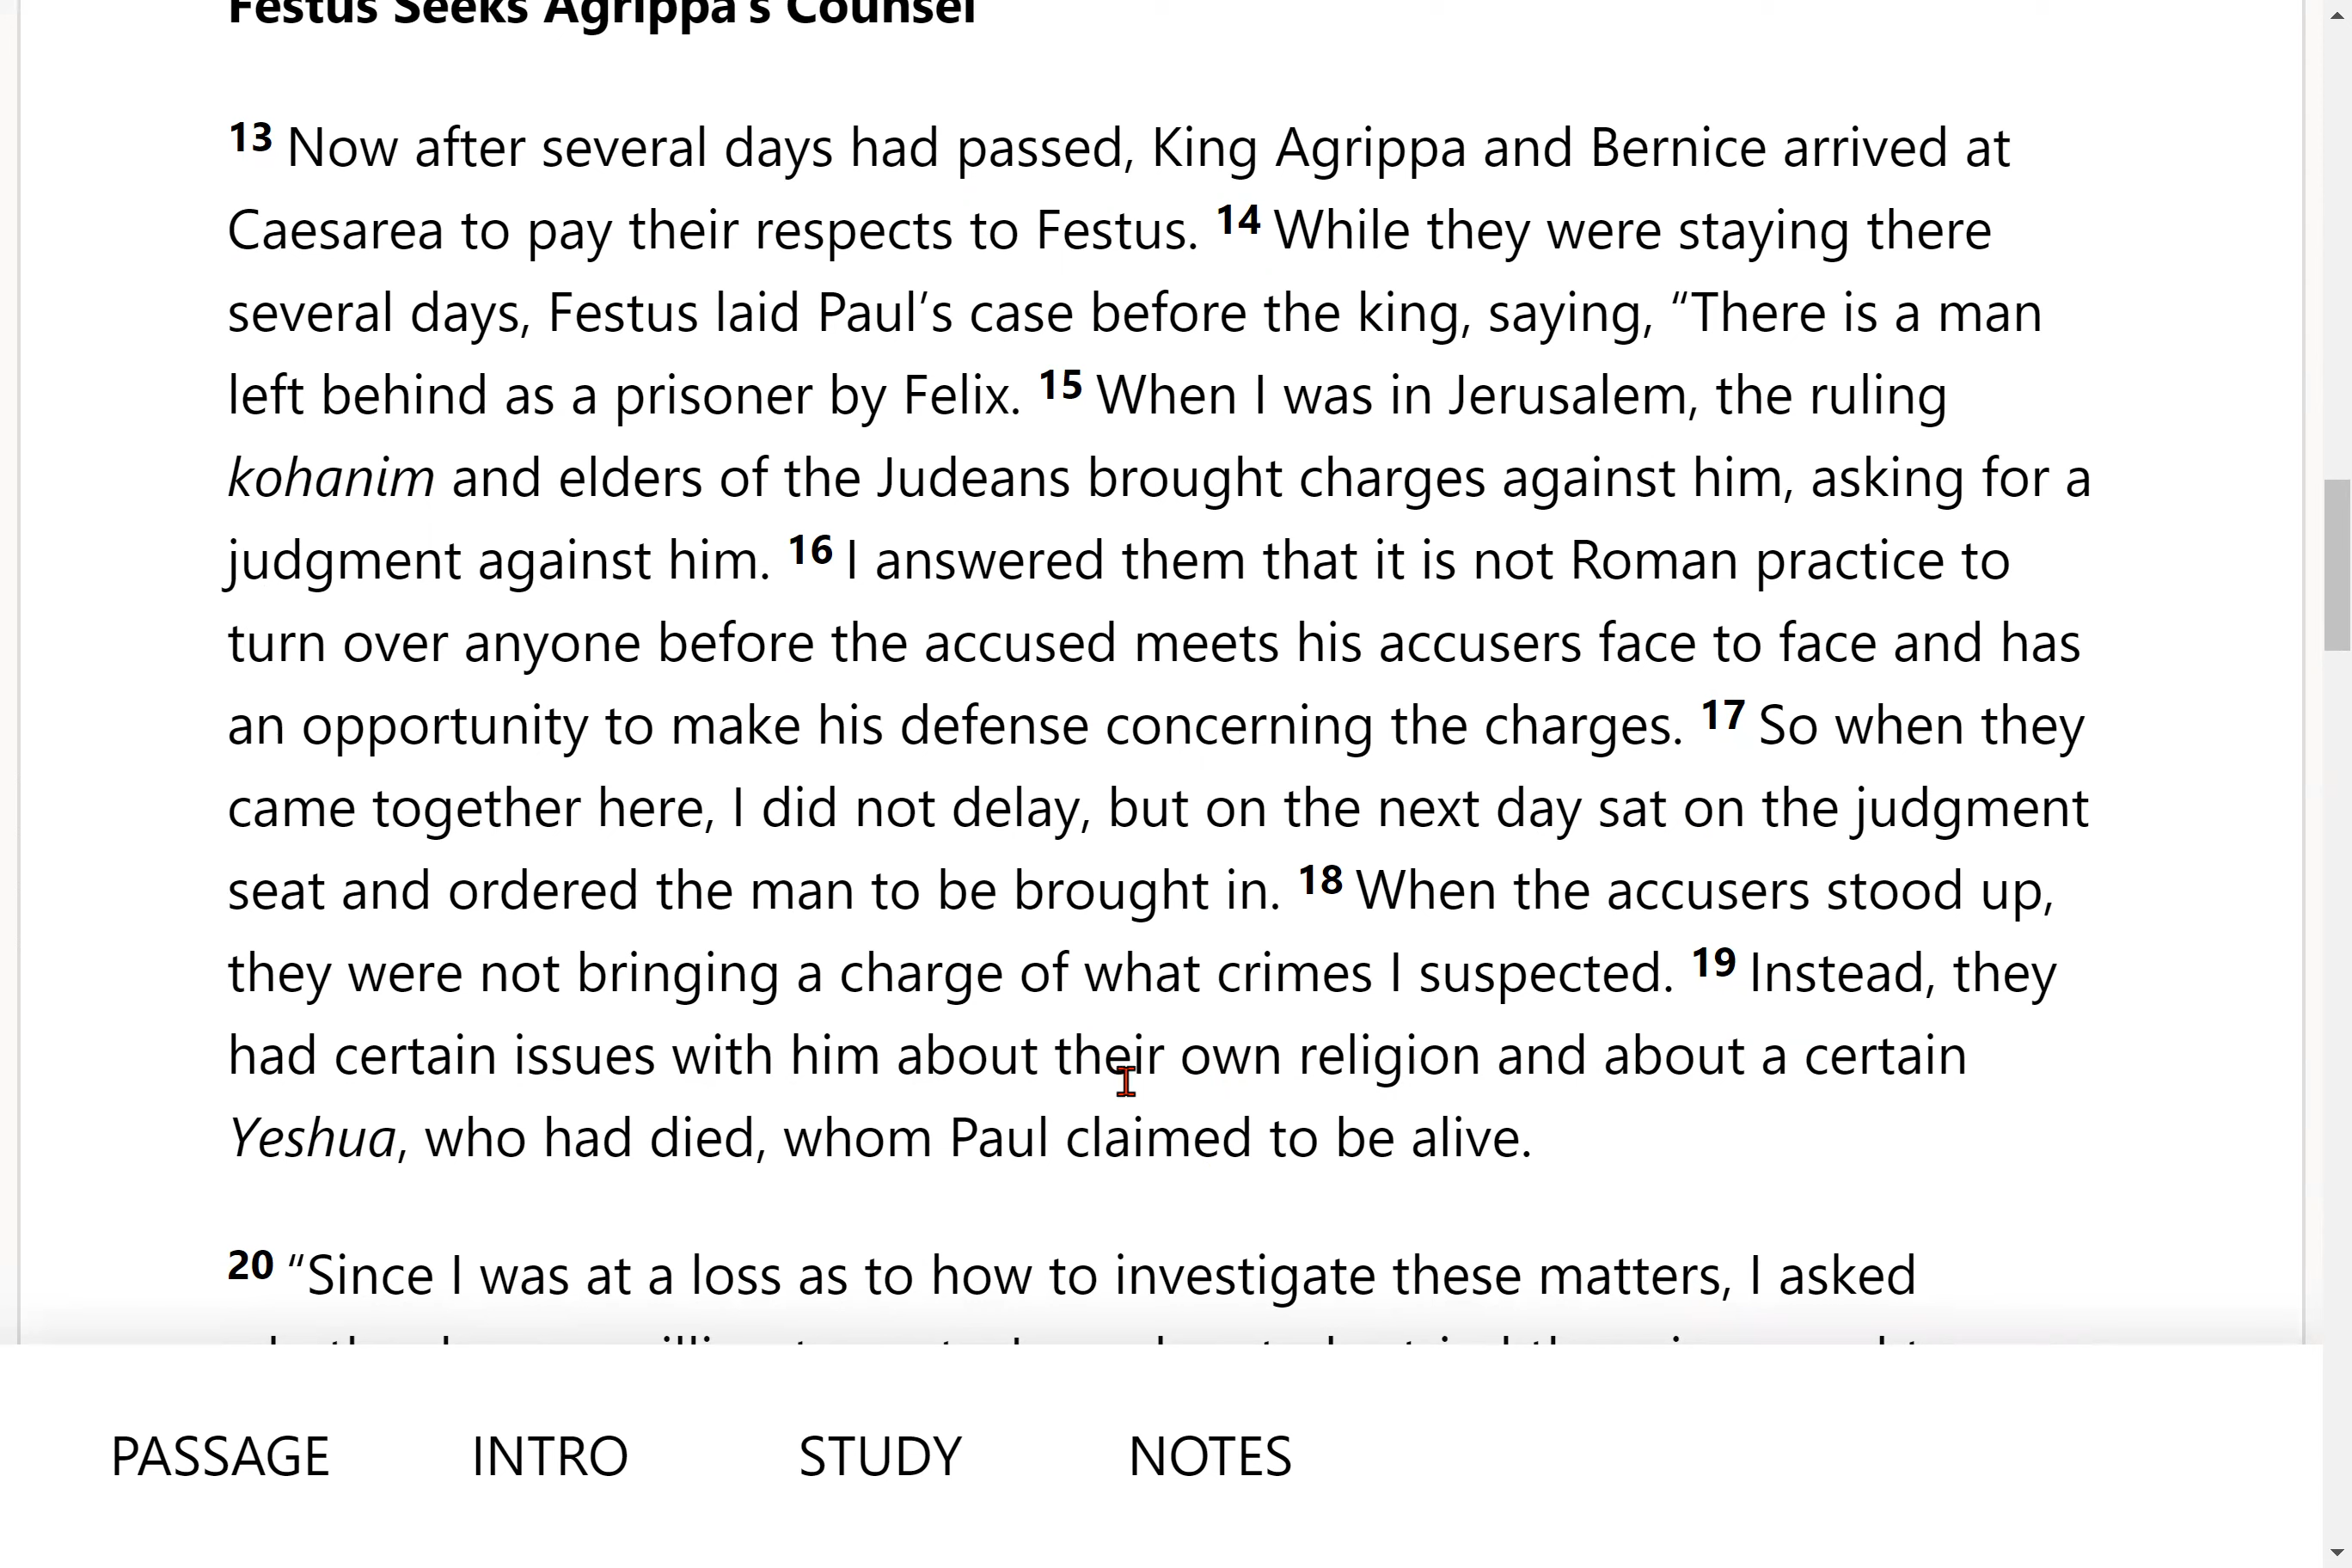 Festus Seeks Agrippa's Counsel
13 Now after several days had passed, King Agrippa and Bernice arrived at
Caesarea to pay their respects to Festus. 14 While they were staying there
several days, Festus laid Paul’s case before the king, saying, “There is a man
left behind as a prisoner by Felix. 15 When I was in Jerusalem, the ruling
kohanim and elders of the Judeans brought charges against him, asking for a
judgment against him. 16 I answered them that it is not Roman practice to
turn over anyone before the accused meets his accusers face to face and has
an opportunity to make his defense concerning the charges. 17 So when they
came together here, I did not delay, but on the next day sat on the judgment
seat and ordered the man to be brought in. 18 When the accusers stood up,
they were not bringing a charge of what crimes I suspected. 19 Instead, they
had certain issues with him about their own religion and about a certain
Yeshua, who had died, whom Paul claimed to be alive.
20 “Since I was at a loss as to how to investigate these matters, I asked
PASSAGE INTRO STUDY NOTES